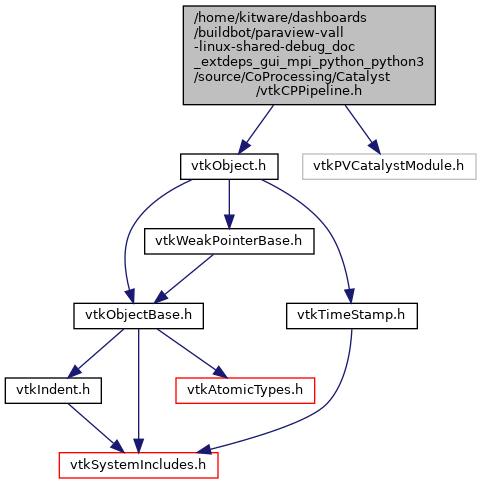 /home/kitware/dashboards
/buildbot/paraview-vall
-linux-shared-debug_doc
_extdeps_gui_mpi_python_python3
/source/CoProcessing/Catalyst
/vtkCPPipeline.h
vtkObject.h
vtkPVCatalystModule.h
vtkWeakPointerBase.h
vtkObjectBase.h
vtkTimeStamp.h
vtkIndent.h
vtkAtomicTypes.h
vtkSystemIncludes.h